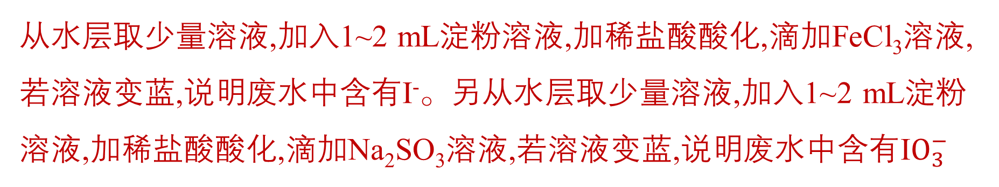 从水层取少量溶液,加入1~2 mL淀粉溶液,加稀盐酸酸化,滴加FeCl₃溶液,
若溶液变蓝,说明废水中含有I⁻。另从水层取少量溶液,加入1~2 mL淀粉
溶液,加稀盐酸酸化,滴加Na₂SO₃溶液,若溶液变蓝,说明废水中含有IO₃⁻